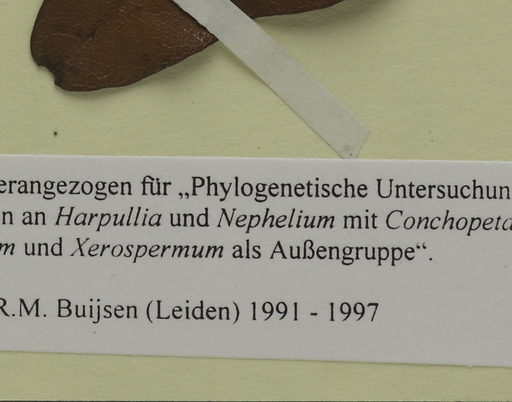 erangezogen für „Phylogenetische Untersuchun
n an Harpullia und Nephelium mit Conchopeta
m und Xerospermum als Außengruppe“.
R.M. Buijsen (Leiden) 1991 - 1997